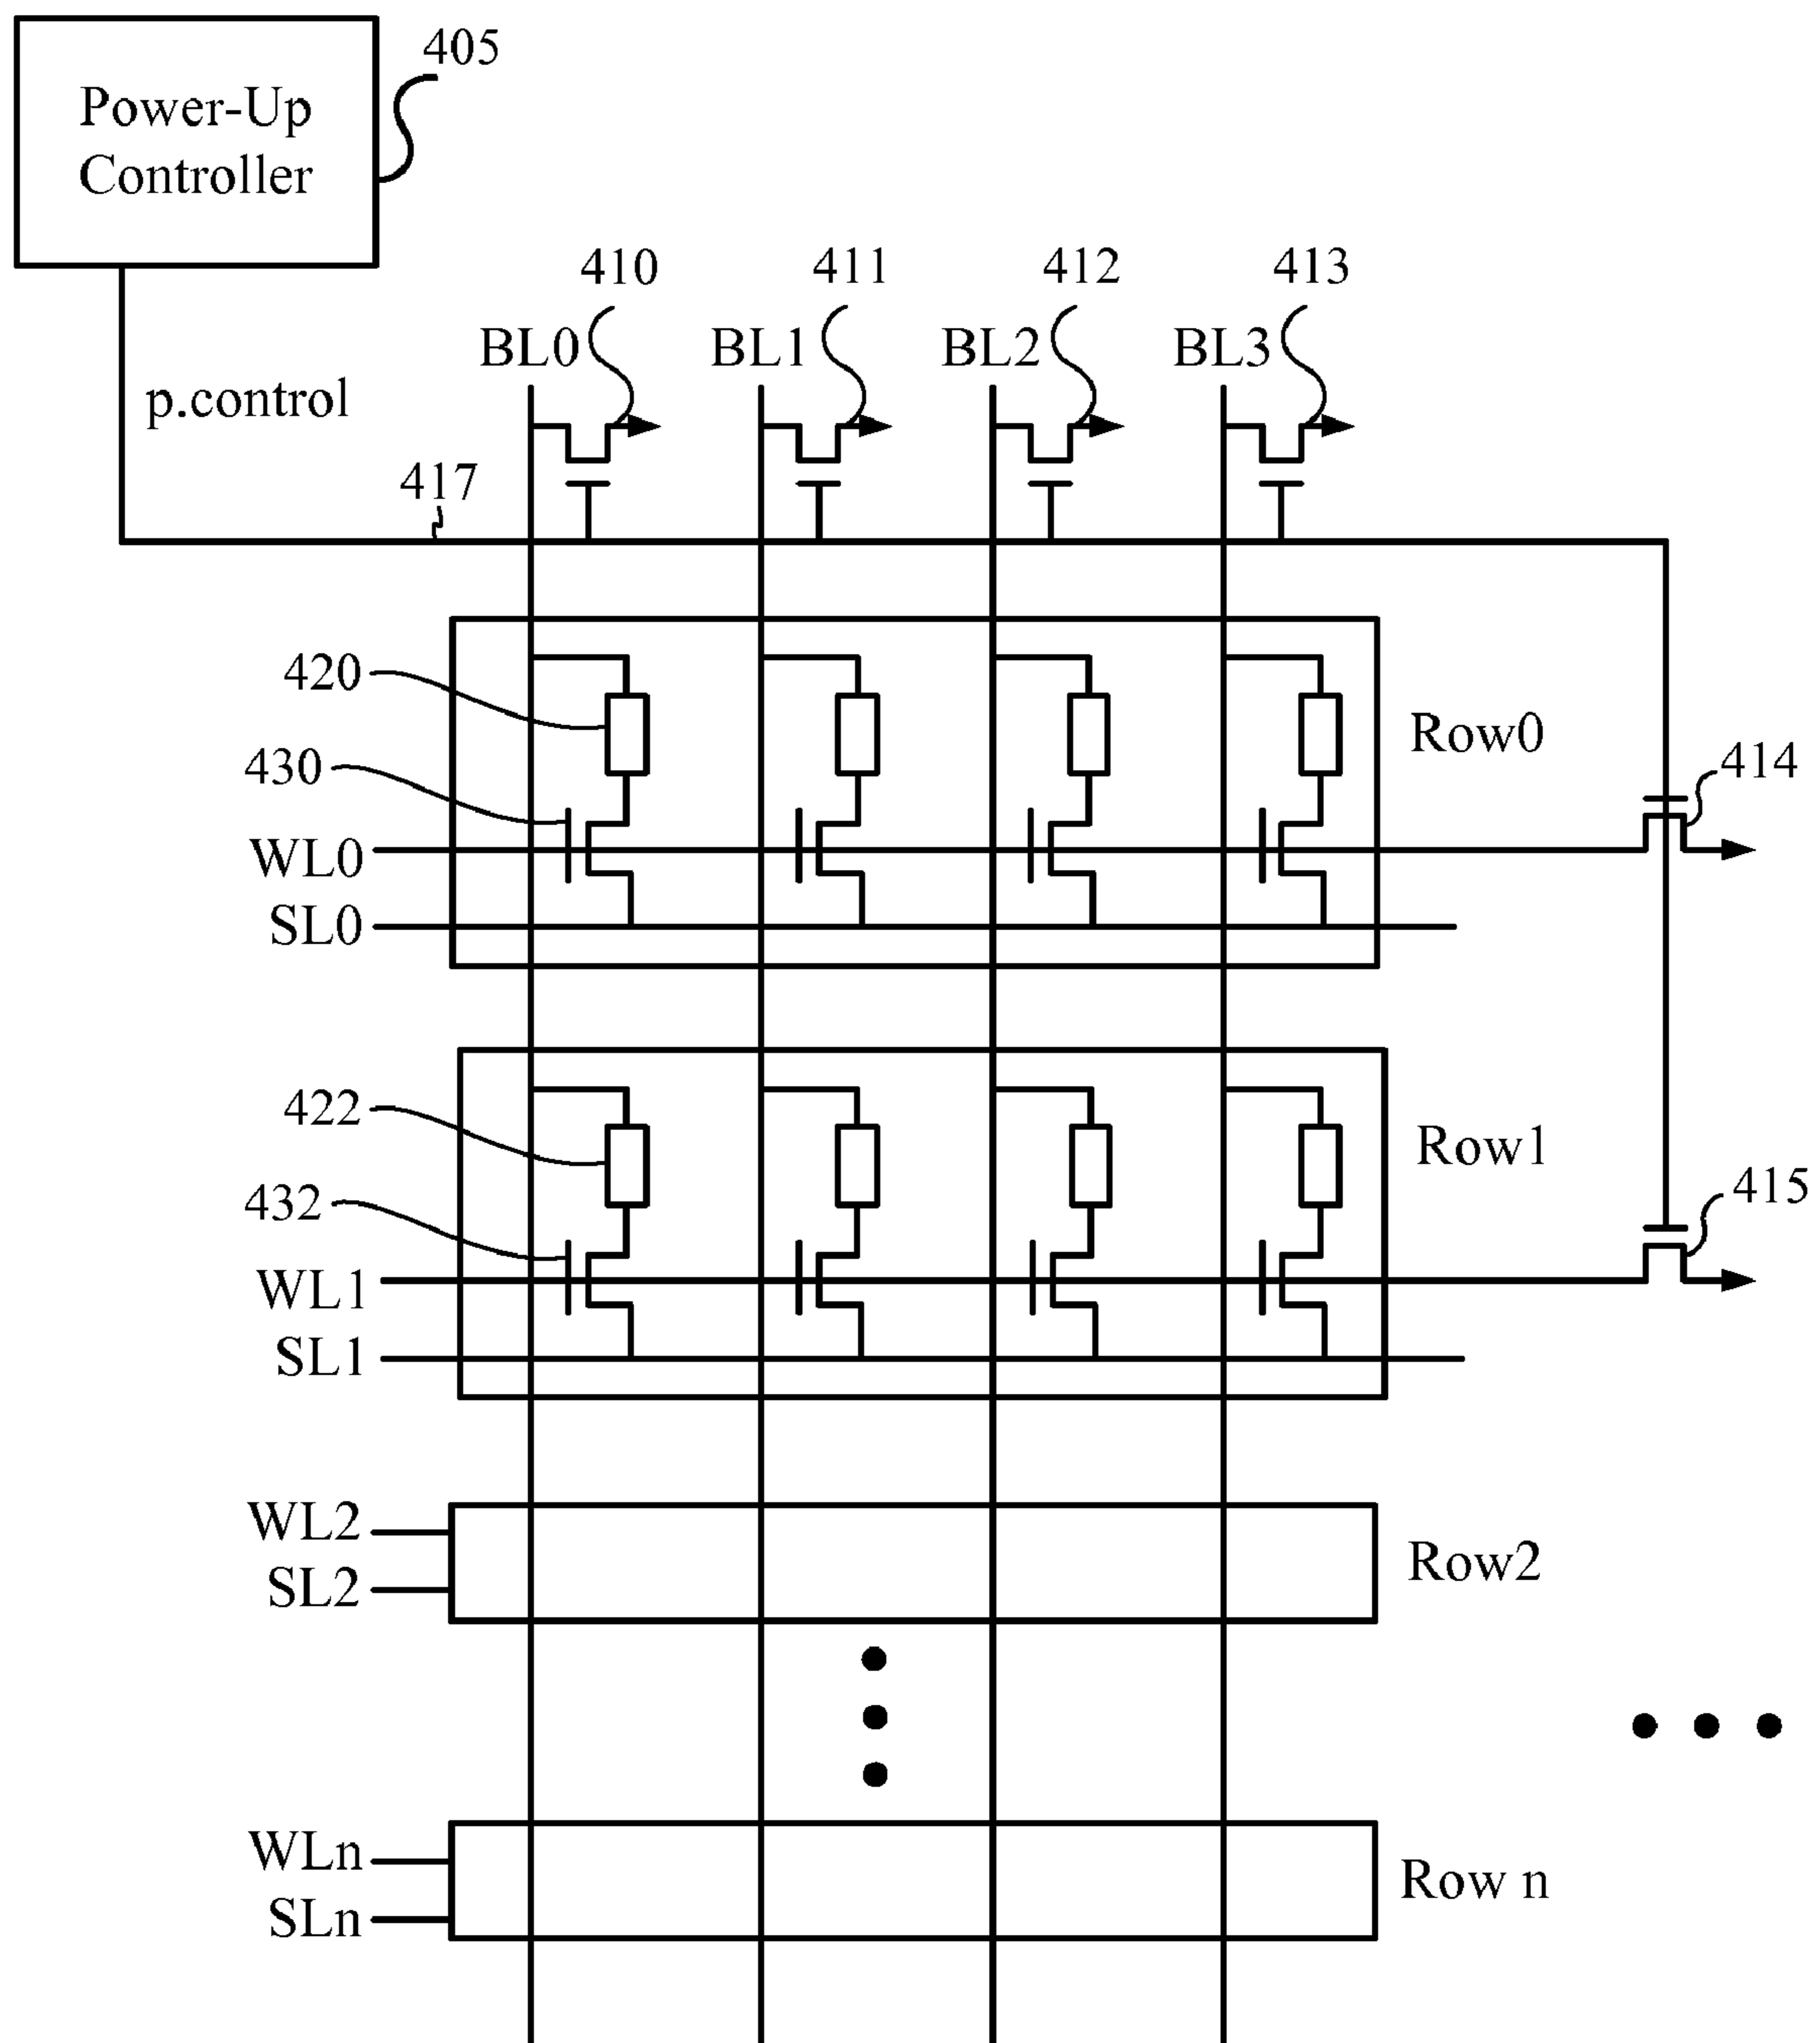 Power-Up
Controller
405
410
411
412
413
BL0
BL1
BL2
BL3
p.control
417
420
430
Row0
414
WL0
SL0
422
432
Row1
415
WL1
SL1
WL2
SL2
Row2
WLn
SLn
Row n